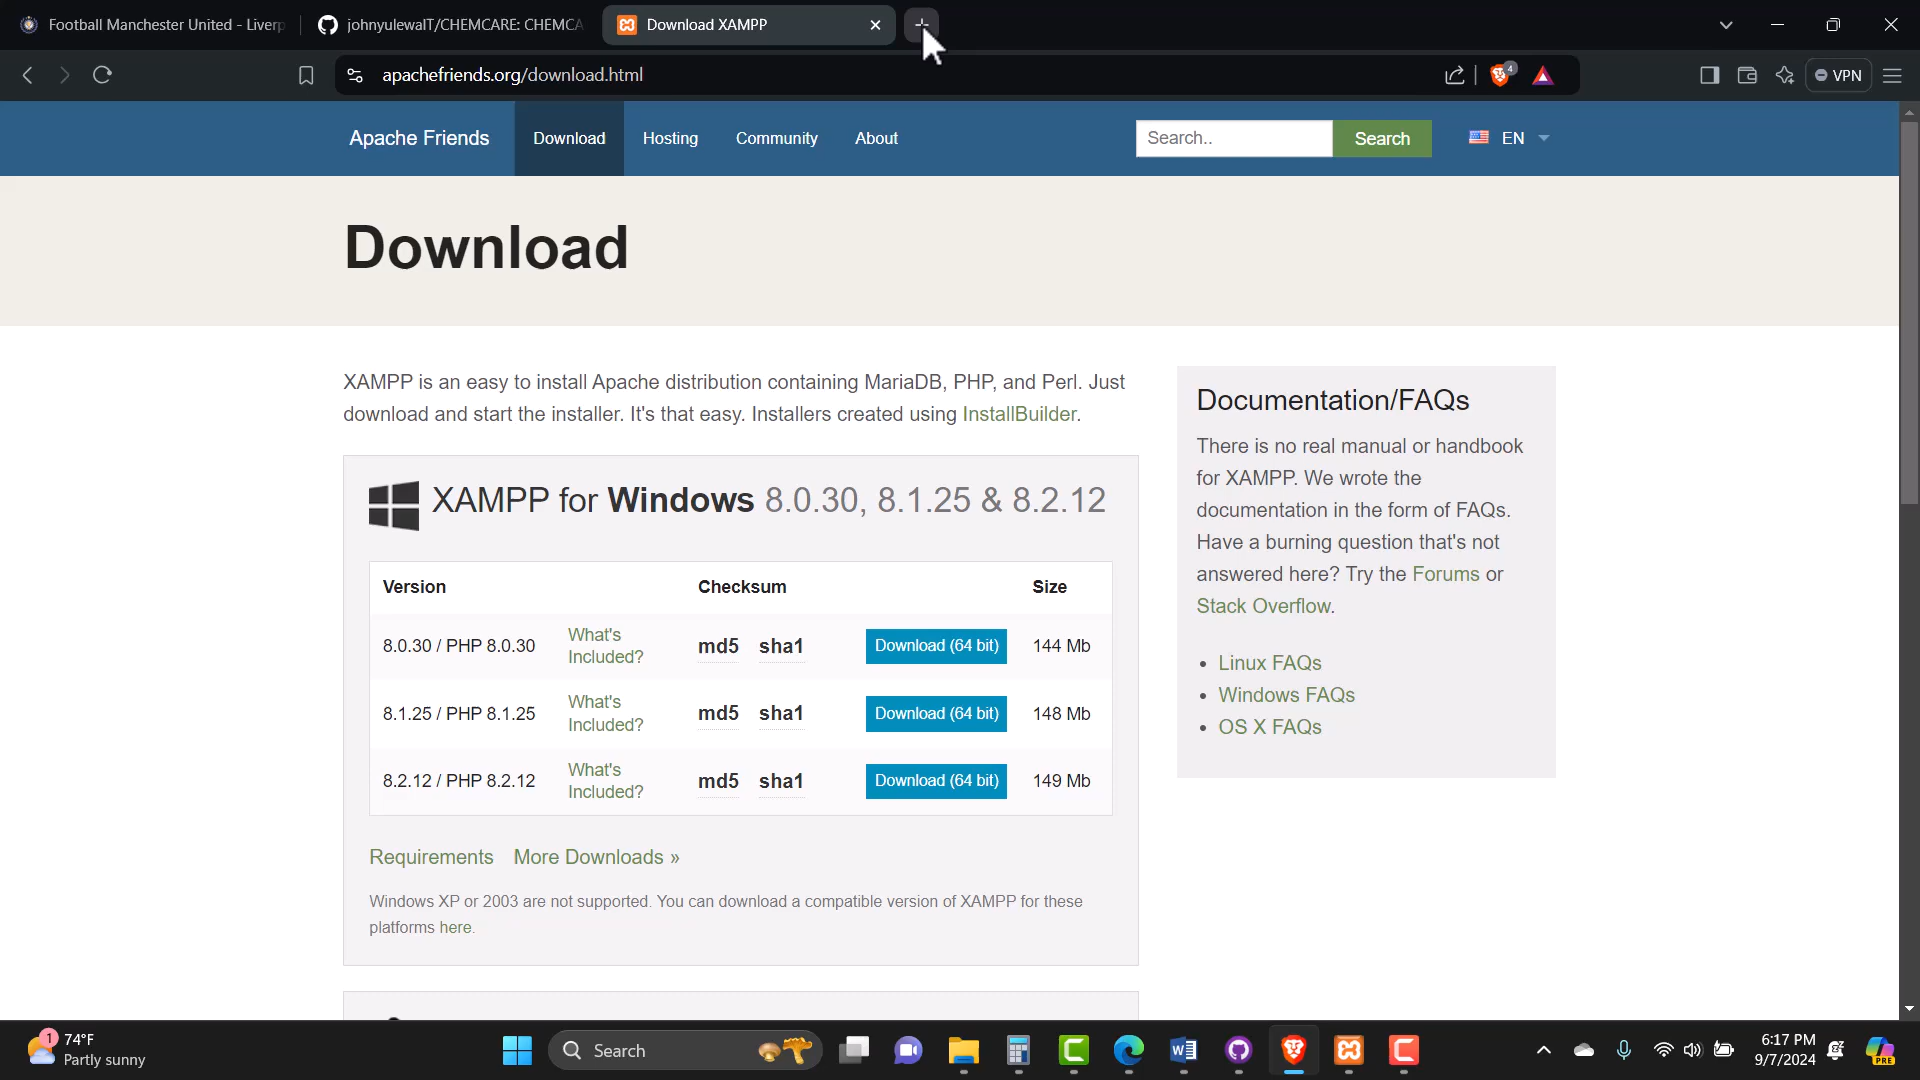 Football Manchester United - Liverp
johnyulewaIT/CHEMCARE: CHEMCA
Download XAMPP
apachefriends.org/download.html
4
VPN
Apache Friends
Download
Hosting
Community
About
Search..
Search
EN
Download
XAMPP is an easy to install Apache distribution containing MariaDB, PHP, and Perl. Just
download and start the installer. It's that easy. Installers created using InstallBuilder.
XAMPP for Windows 8.0.30, 8.1.25 & 8.2.12
Version Checksum Size
8.0.30 / PHP 8.0.30 What's Included? md5 sha1 Download (64 bit) 144 Mb
8.1.25 / PHP 8.1.25 What's Included? md5 sha1 Download (64 bit) 148 Mb
8.2.12 / PHP 8.2.12 What's Included? md5 sha1 Download (64 bit) 149 Mb
Requirements More Downloads »
Windows XP or 2003 are not supported. You can download a compatible version of XAMPP for these
platforms here.
Documentation/FAQs
There is no real manual or handbook
for XAMPP. We wrote the
documentation in the form of FAQs.
Have a burning question that's not
answered here? Try the Forums or
Stack Overflow.
• Linux FAQs
• Windows FAQs
• OS X FAQs
1
74°F
Partly sunny
Search
6:17 PM
9/7/2024
PRE